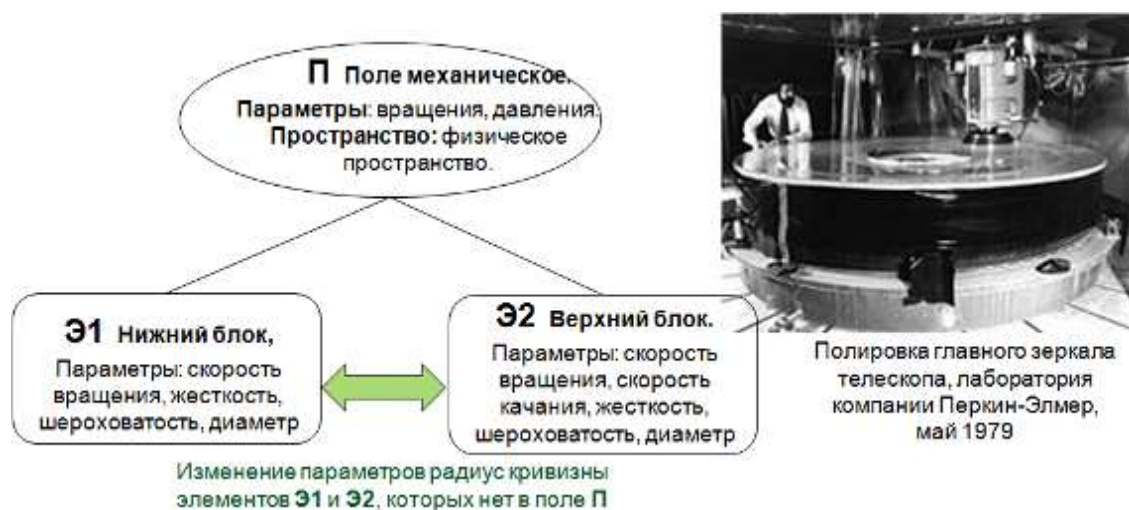 П Поле механическое.
Параметры: вращения, давления.
Пространство: физическое
пространство.
Э1 Нижний блок,
Параметры: скорость
вращения, жесткость,
шероховатость, диаметр
Э2 Верхний блок.
Параметры: скорость
вращения, скорость
качания, жесткость,
шероховатость, диаметр
Изменение параметров радиус кривизны
элементов Э1 и Э2, которых нет в поле П
Полировка главного зеркала
телескопа, лаборатория
компании Перкин-Элмер,
май 1979